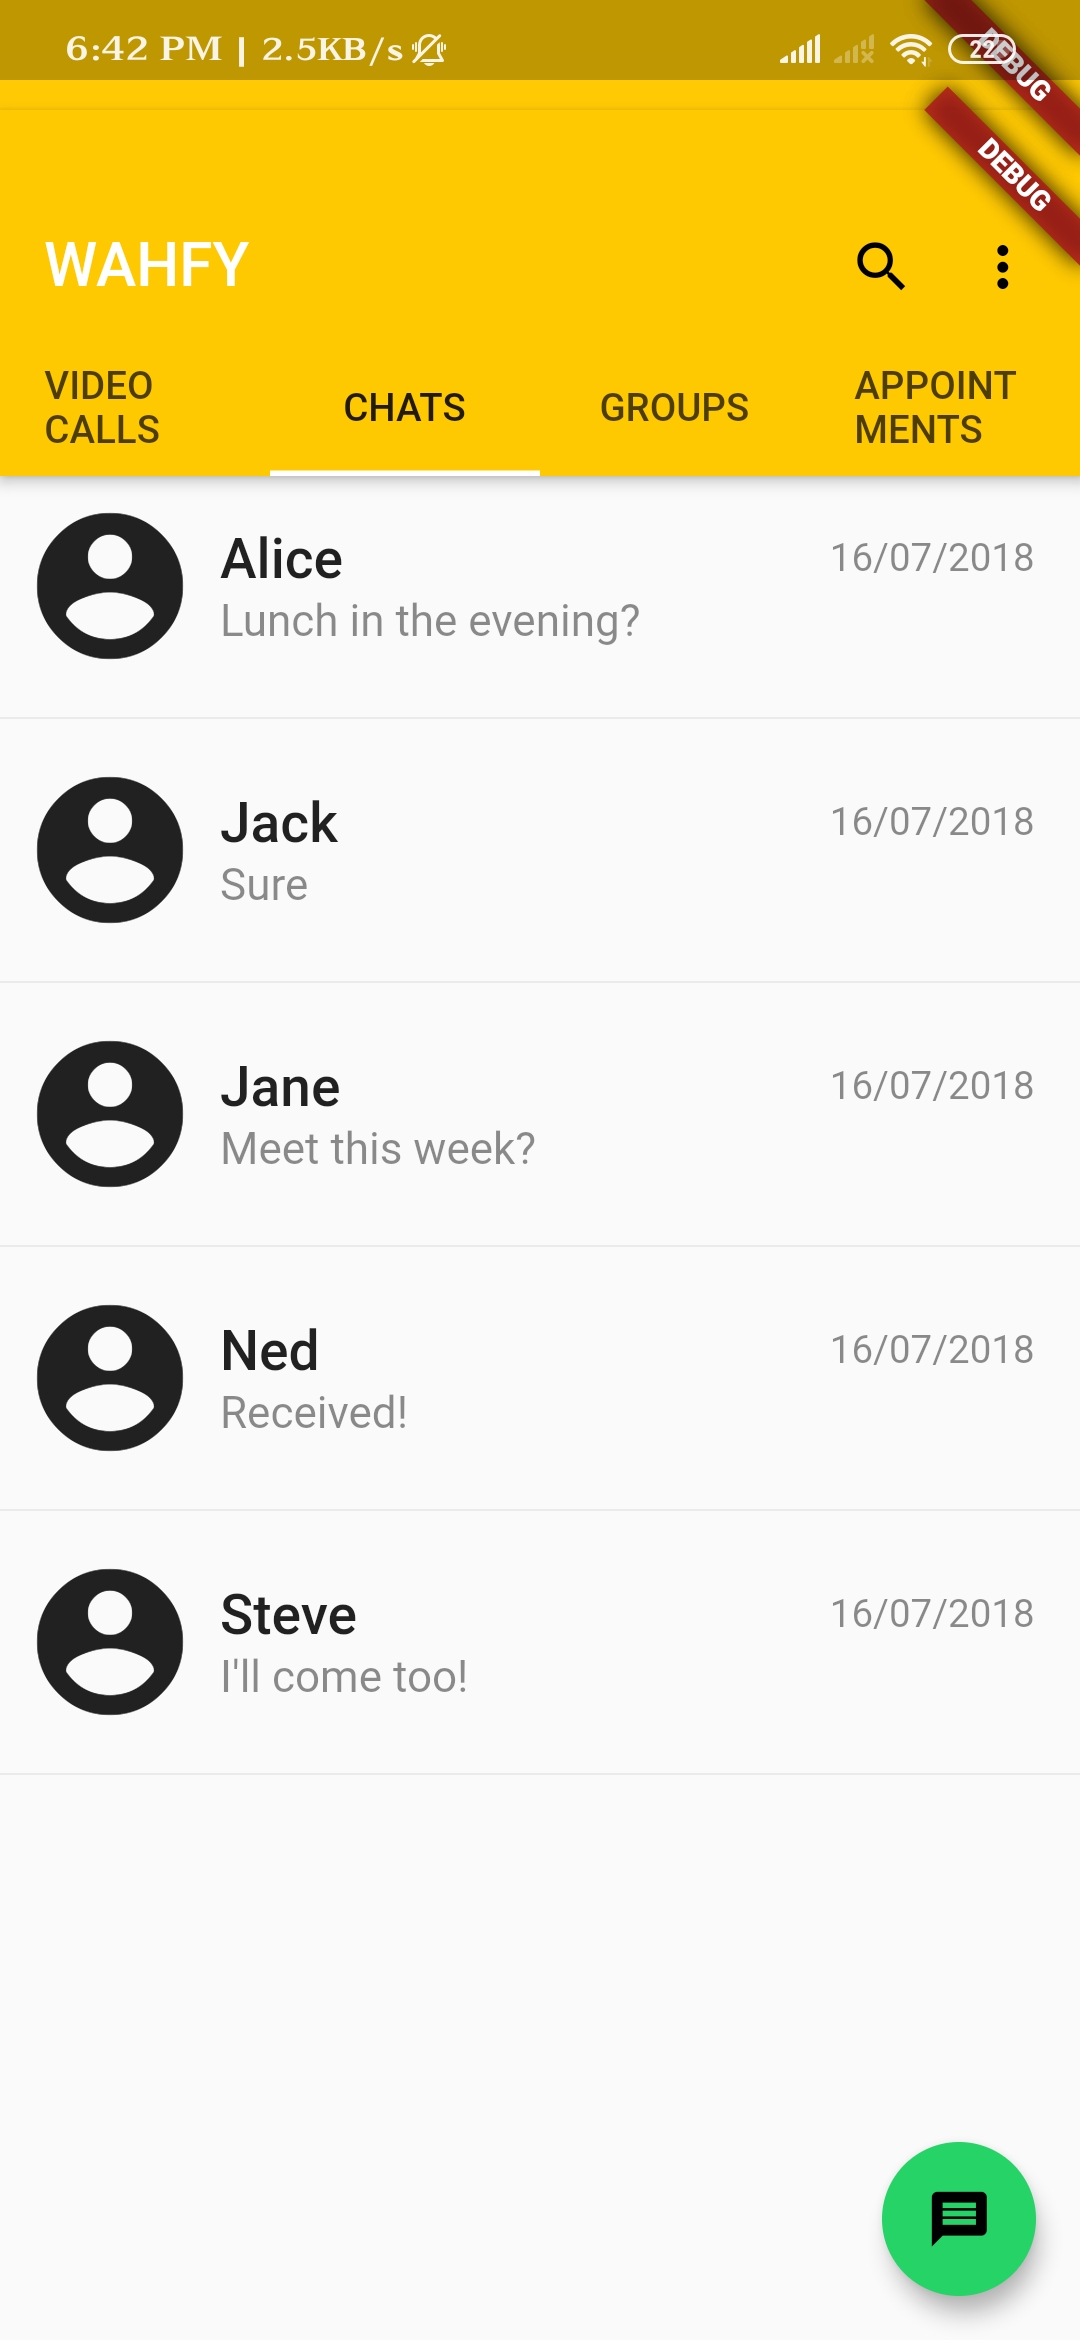 6:42 PM | 2.5KB/s
22
DEBUG
DEBUG
WAHFY
VIDEO
CALLS
CHATS
GROUPS
APPOINT
MENTS
Alice
16/07/2018
Lunch in the evening?
Jack
16/07/2018
Sure
Jane
16/07/2018
Meet this week?
Ned
16/07/2018
Received!
Steve
16/07/2018
I'll come too!